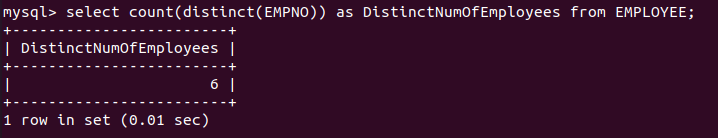 mysql> select count(distinct(EMPNO)) as DistinctNumOfEmployees from EMPLOYEE;
+------------------------+
| DistinctNumOfEmployees |
+------------------------+
|                      6 |
+------------------------+
1 row in set (0.01 sec)